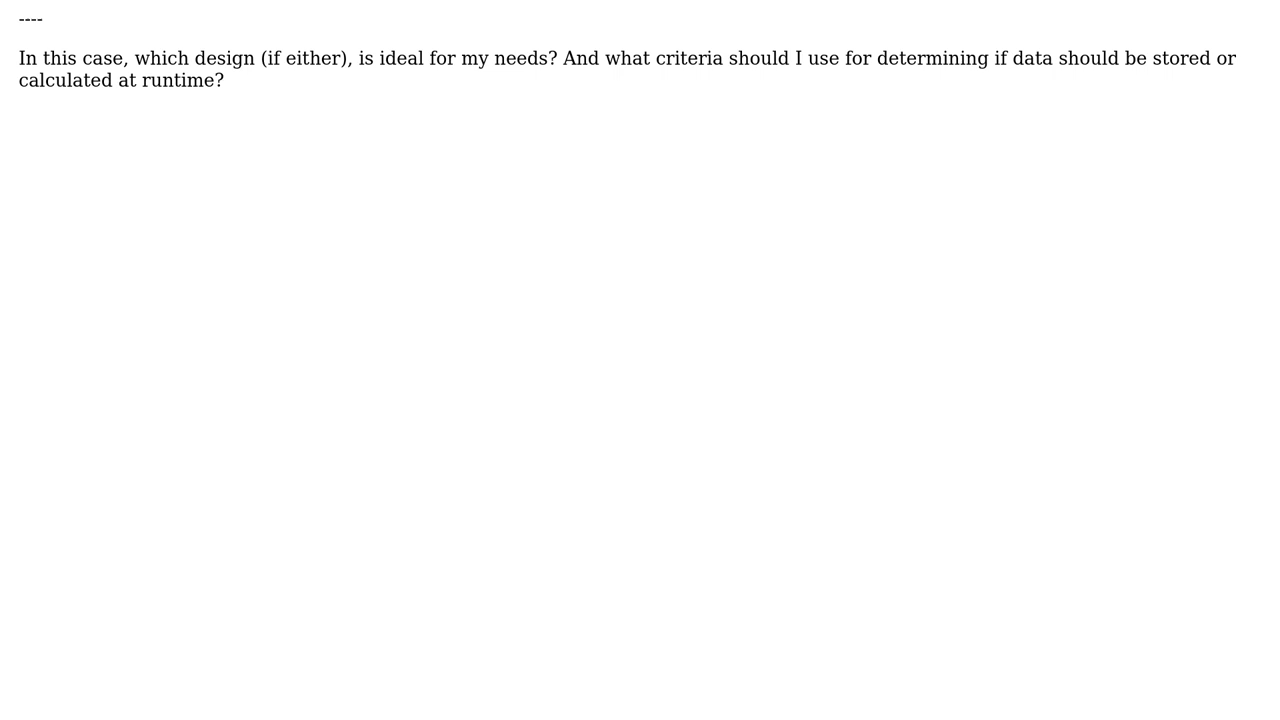 ----
In this case, which design (if either), is ideal for my needs? And what criteria should I use for determining if data should be stored or
calculated at runtime?